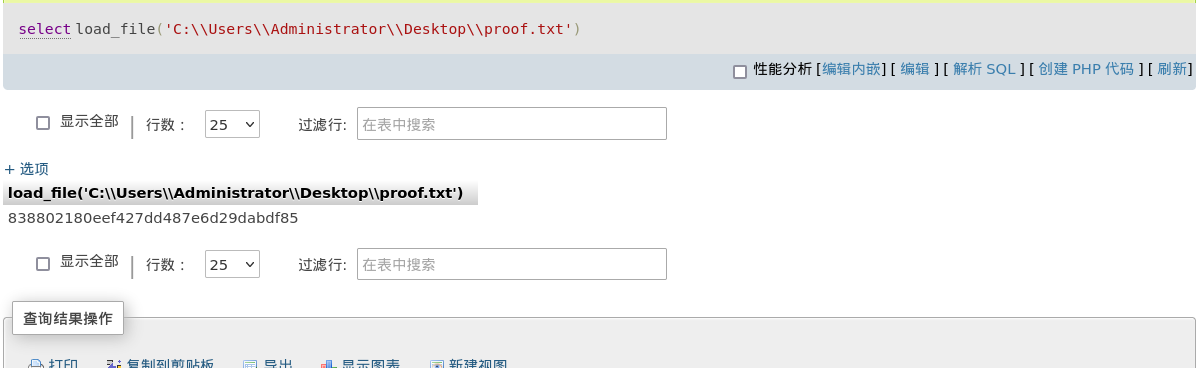 select load_file('C:\\Users\\Administrator\\Desktop\\proof.txt')
性能分析 [编辑内嵌] [ 编辑 ] [ 解析 SQL ] [ 创建 PHP 代码 ] [ 刷新]
显示全部 | 行数： 25 过滤行: 在表中搜索
+ 选项
load_file('C:\\Users\\Administrator\\Desktop\\proof.txt')
838802180eef427dd487e6d29dabdf85
显示全部 | 行数： 25 过滤行: 在表中搜索
查询结果操作
打印 复制到剪贴板 导出 显示图表 新建视图